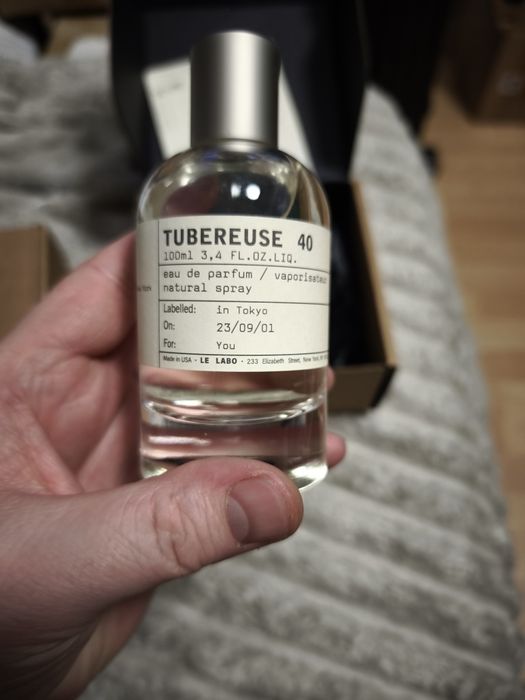 TUBEREUSE 40
100ml 3,4 FL.OZ.LIQ.
eau de parfum / vaporisateur
natural spray
Labelled: in Tokyo
On: 23/09/01
For: You
Made in USA • LE LABO • 233 Elizabeth Street, New York,